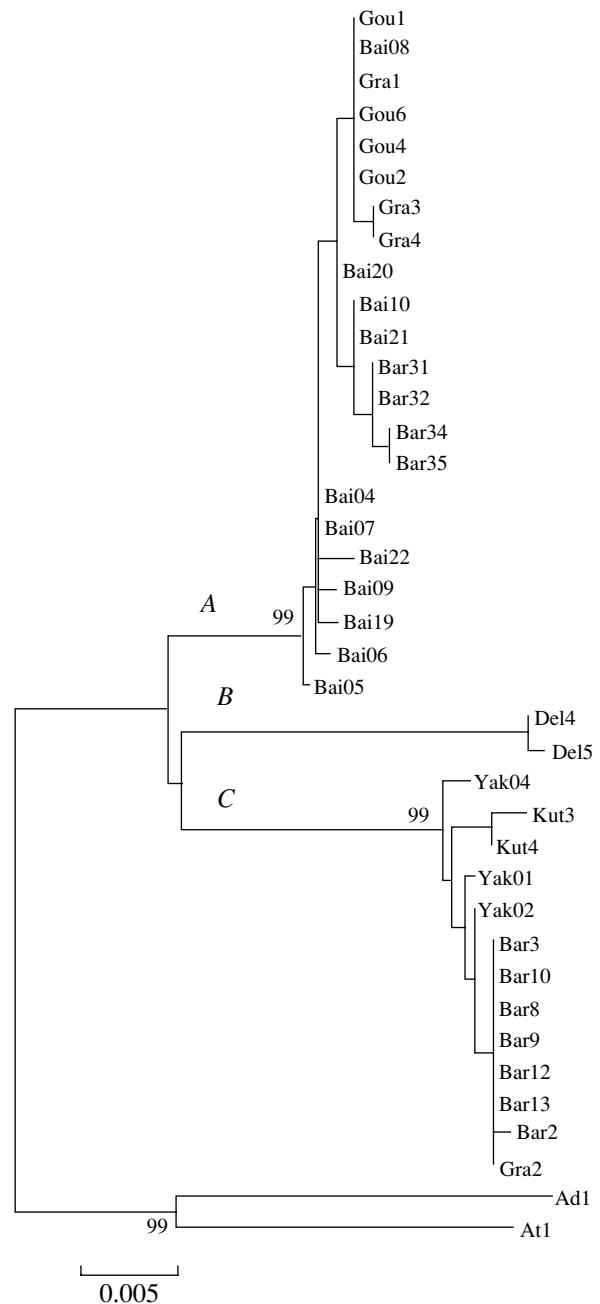 Gou1
Bai08
Gra1
Gou6
Gou4
Gou2
Gra3
Gra4
Bai20
Bai10
Bai21
Bar31
Bar32
Bar34
Bar35
Bai04
Bai07
Bai22
Bai09
A
99
Bai19
Bai06
Bai05
B
Del4
Del5
Yak04
C
99
Kut3
Kut4
Yak01
Yak02
Bar3
Bar10
Bar8
Bar9
Bar12
Bar13
Bar2
Gra2
Ad1
99
At1
0.005